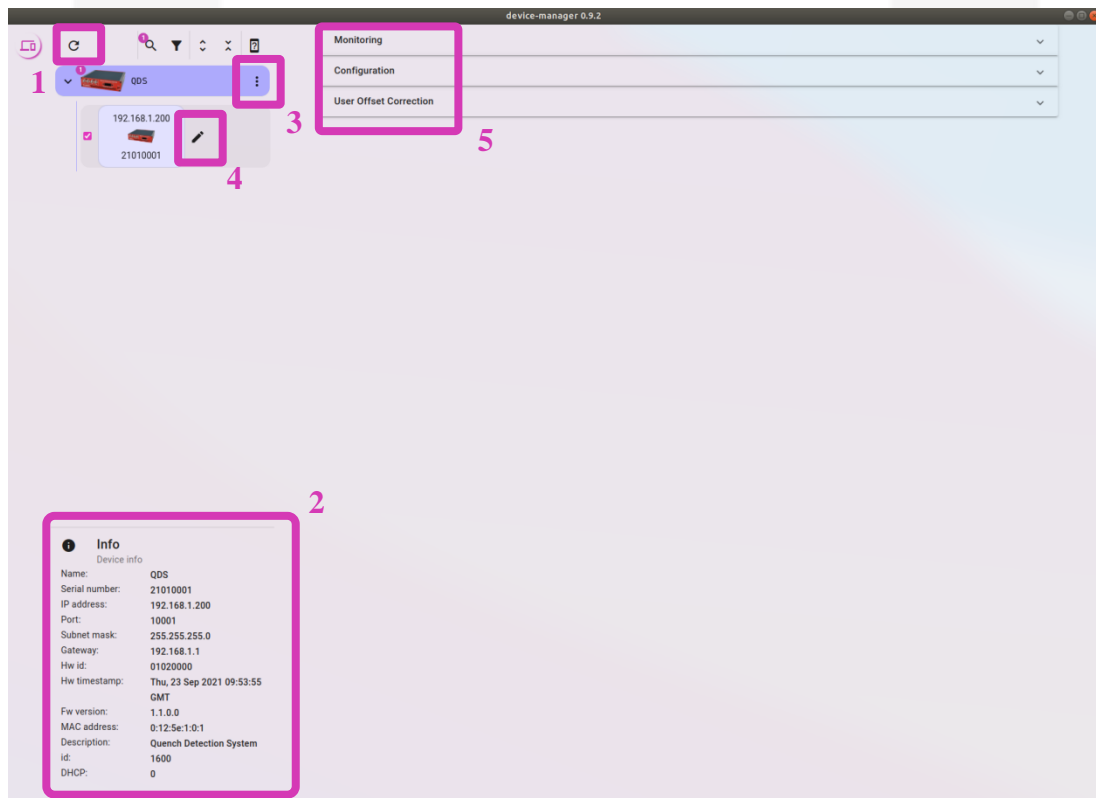 device-manager 0.9.2
1
1
1
QDS
3
192.168.1.200
21010001
4
Monitoring
Configuration
User Offset Correction
5
2
Info
Device info
Name: QDS
Serial number: 21010001
IP address: 192.168.1.200
Port: 10001
Subnet mask: 255.255.255.0
Gateway: 192.168.1.1
Hw id: 01020000
Hw timestamp: Thu, 23 Sep 2021 09:53:55
GMT
Fw version: 1.1.0.0
MAC address: 0:12:5e:1:0:1
Description: Quench Detection System
id: 1600
DHCP: 0